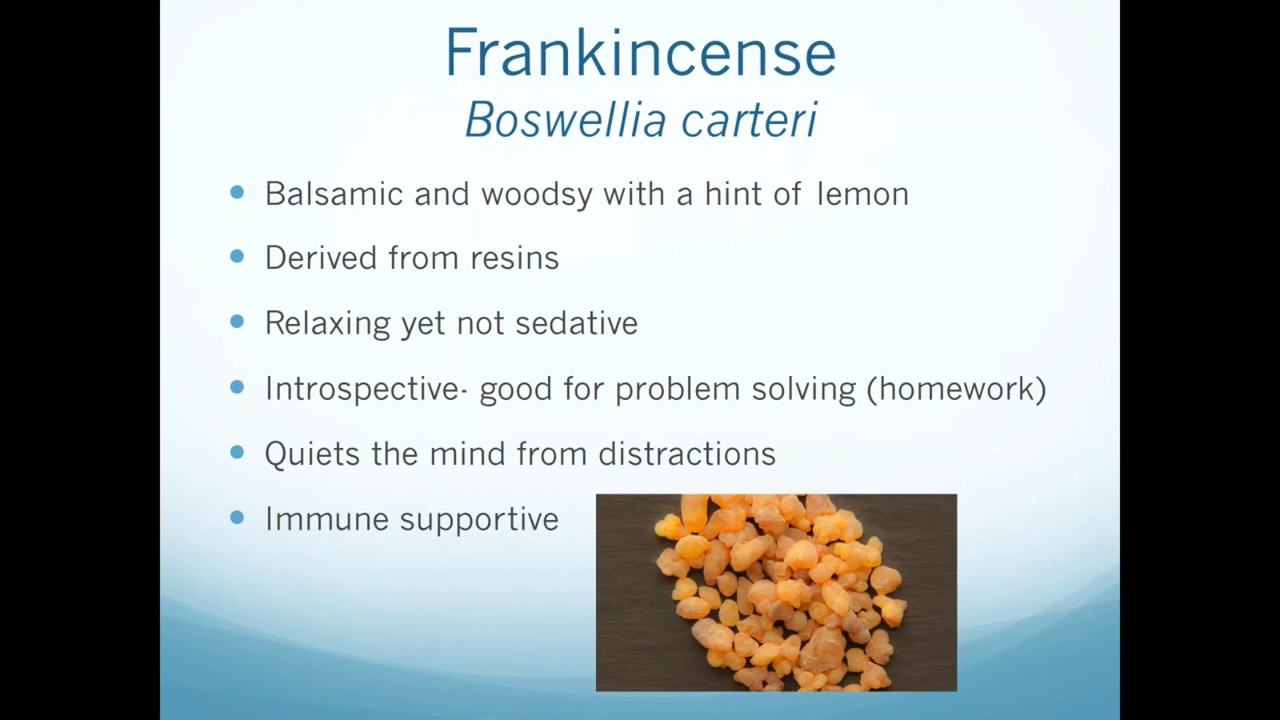 Frankincense
Boswellia carteri
Balsamic and woodsy with a hint of lemon
Derived from resins
Relaxing yet not sedative
Introspective- good for problem solving (homework)
Quiets the mind from distractions
Immune supportive